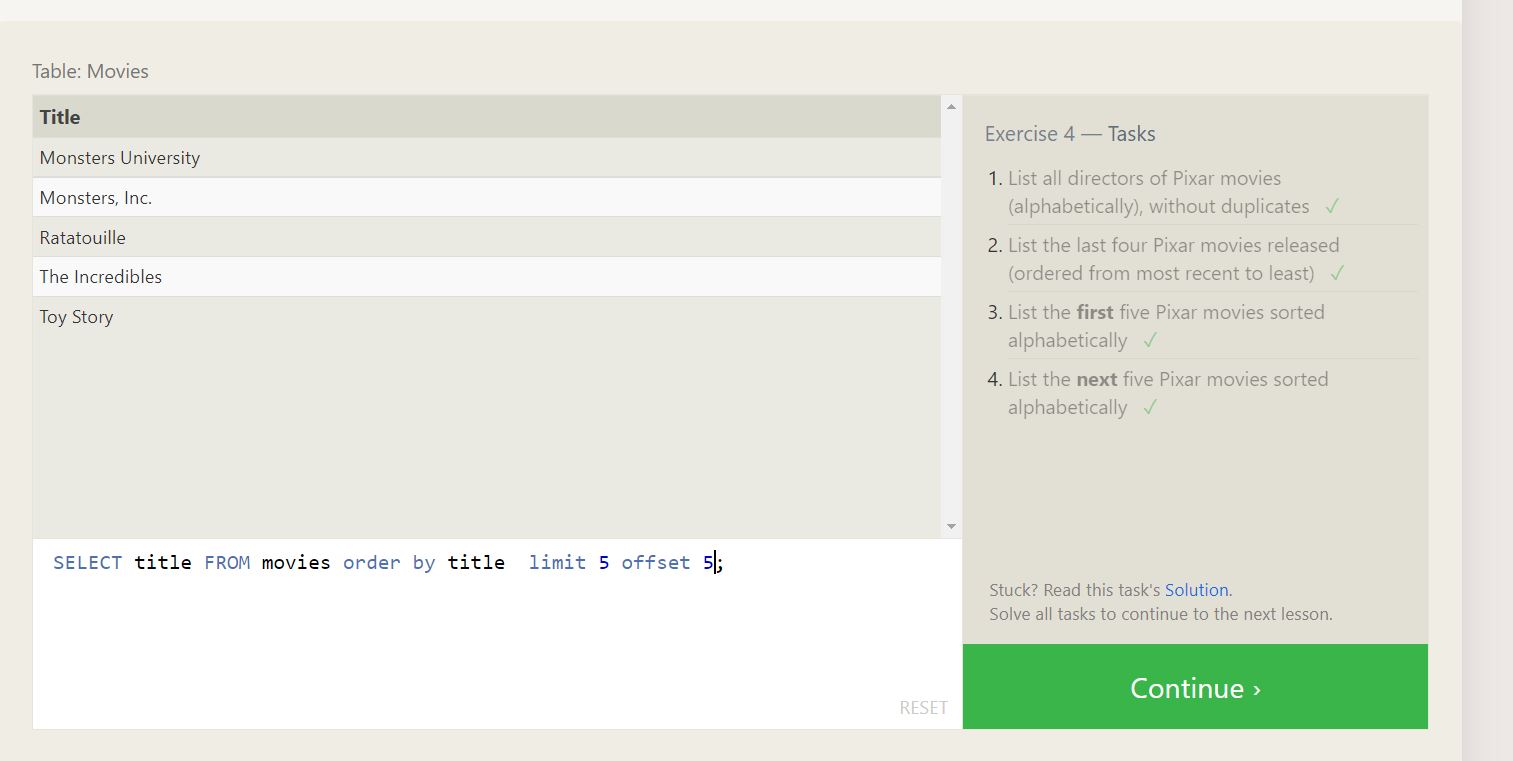 Table: Movies
Title
Monsters University
Monsters, Inc.
Ratatouille
The Incredibles
Toy Story
SELECT title FROM movies order by title  limit 5 offset 5;
RESET
Exercise 4 — Tasks
1. List all directors of Pixar movies
(alphabetically), without duplicates ✓
2. List the last four Pixar movies released
(ordered from most recent to least) ✓
3. List the first five Pixar movies sorted
alphabetically ✓
4. List the next five Pixar movies sorted
alphabetically ✓
Stuck? Read this task's Solution.
Solve all tasks to continue to the next lesson.
Continue ›